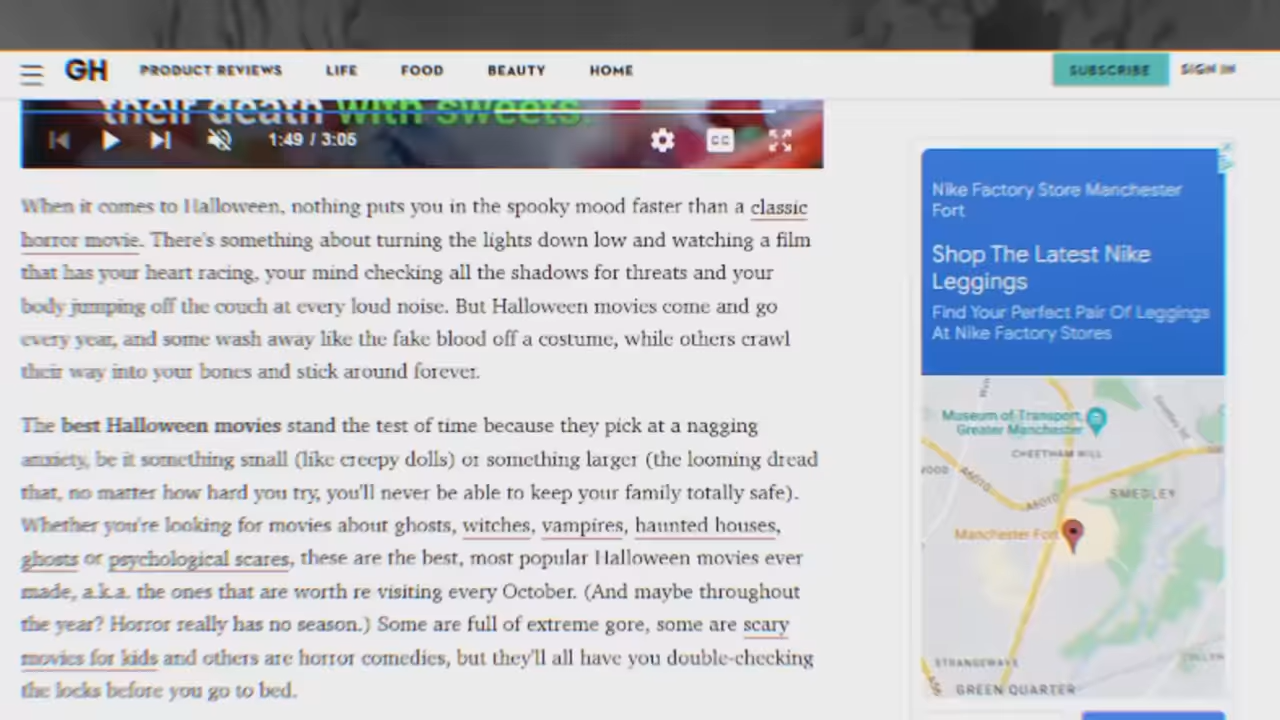 GH
PRODUCT REVIEWS
LIFE
FOOD
BEAUTY
HOME
SUBSCRIBE
SIGN IN
their death with sweets.
1:49 / 3:05
CC
When it comes to Halloween, nothing puts you in the spooky mood faster than a classic
horror movie. There's something about turning the lights down low and watching a film
that has your heart racing, your mind checking all the shadows for threats and your
body jumping off the couch at every loud noise. But Halloween movies come and go
every year, and some wash away like the fake blood off a costume, while others crawl
their way into your bones and stick around forever.
The best Halloween movies stand the test of time because they pick at a nagging
anxiety, be it something small (like creepy dolls) or something larger (the looming dread
that, no matter how hard you try, you'll never be able to keep your family totally safe).
Whether you're looking for movies about ghosts, witches, vampires, haunted houses,
ghosts or psychological scares, these are the best, most popular Halloween movies ever
made, a.k.a. the ones that are worth re visiting every October. (And maybe throughout
the year? Horror really has no season.) Some are full of extreme gore, some are scary
movies for kids and others are horror comedies, but they'll all have you double-checking
the locks before you go to bed.
Nike Factory Store Manchester
Fort
Shop The Latest Nike
Leggings
Find Your Perfect Pair Of Leggings
At Nike Factory Stores
Museum of Transport,
Greater Manchester
CHEETHAM HILL
A6010
A6010
SMEDLEY
Manchester Fort
STRANGEWAYS
GREEN QUARTER